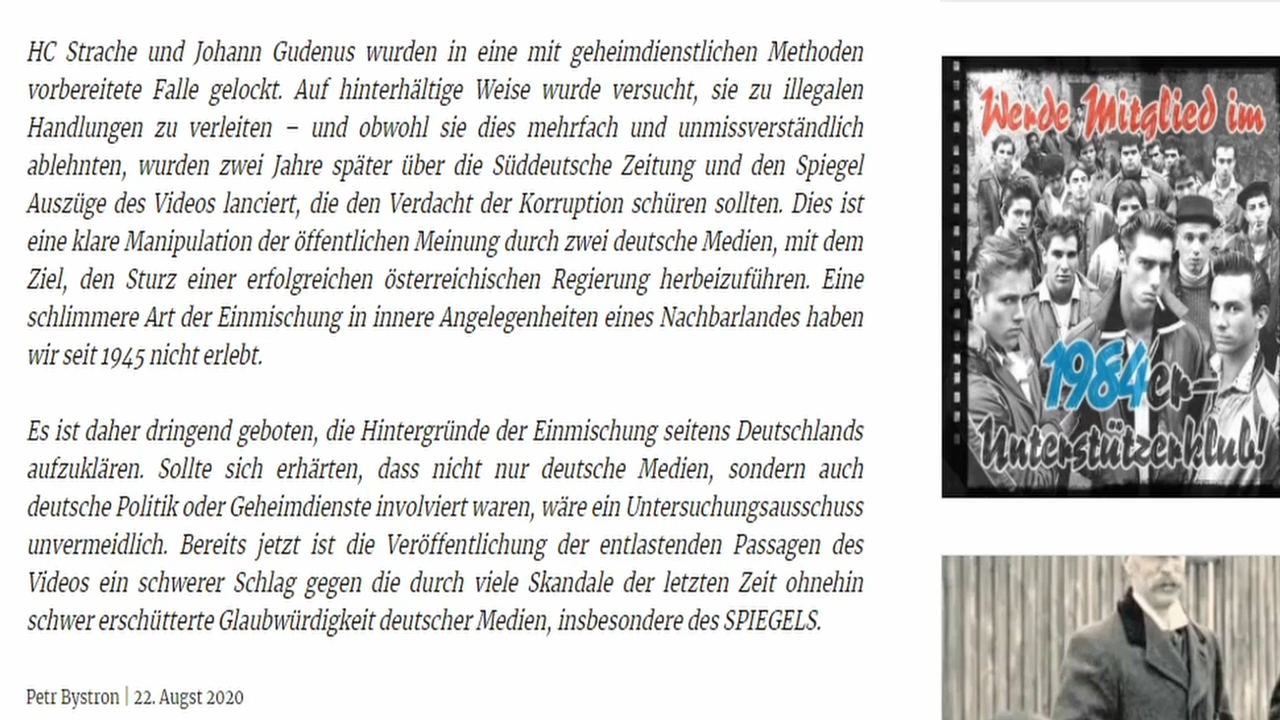 HC Strache und Johann Gudenus wurden in eine mit geheimdienstlichen Methoden
vorbereitete Falle gelockt. Auf hinterhältige Weise wurde versucht, sie zu illegalen
Handlungen zu verleiten – und obwohl sie dies mehrfach und unmissverständlich
ablehnten, wurden zwei Jahre später über die Süddeutsche Zeitung und den Spiegel
Auszüge des Videos lanciert, die den Verdacht der Korruption schüren sollten. Dies ist
eine klare Manipulation der öffentlichen Meinung durch zwei deutsche Medien, mit dem
Ziel, den Sturz einer erfolgreichen österreichischen Regierung herbeizuführen. Eine
schlimmere Art der Einmischung in innere Angelegenheiten eines Nachbarlandes haben
wir seit 1945 nicht erlebt.
Es ist daher dringend geboten, die Hintergründe der Einmischung seitens Deutschlands
aufzuklären. Sollte sich erhärten, dass nicht nur deutsche Medien, sondern auch
deutsche Politik oder Geheimdienste involviert waren, wäre ein Untersuchungsausschuss
unvermeidlich. Bereits jetzt ist die Veröffentlichung der entlastenden Passagen des
Videos ein schwerer Schlag gegen die durch viele Skandale der letzten Zeit ohnehin
schwer erschütterte Glaubwürdigkeit deutscher Medien, insbesondere des SPIEGELS.
Petr Bystron | 22. Augst 2020
Werde Mitglied im
1984er-
Unterstützerklub!